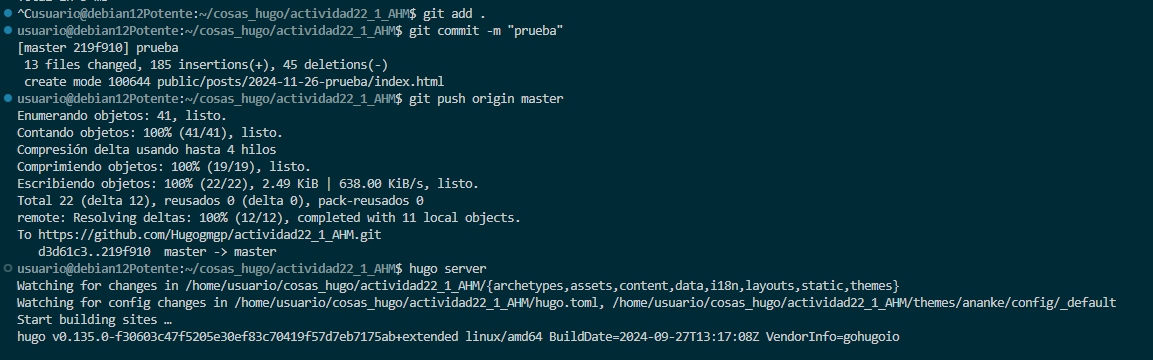 ^Cusuario@debian12Potente:~/cosas_hugo/actividad22_1_AHM$ git add .
usuario@debian12Potente:~/cosas_hugo/actividad22_1_AHM$ git commit -m "prueba"
[master 219f910] prueba
 13 files changed, 185 insertions(+), 45 deletions(-)
 create mode 100644 public/posts/2024-11-26-prueba/index.html
usuario@debian12Potente:~/cosas_hugo/actividad22_1_AHM$ git push origin master
Enumerando objetos: 41, listo.
Contando objetos: 100% (41/41), listo.
Compresión delta usando hasta 4 hilos
Comprimiendo objetos: 100% (19/19), listo.
Escribiendo objetos: 100% (22/22), 2.49 KiB | 638.00 KiB/s, listo.
Total 22 (delta 12), reusados 0 (delta 0), pack-reusados 0
remote: Resolving deltas: 100% (12/12), completed with 11 local objects.
To https://github.com/Hugogmgp/actividad22_1_AHM.git
   d3d61c3..219f910  master -> master
usuario@debian12Potente:~/cosas_hugo/actividad22_1_AHM$ hugo server
Watching for changes in /home/usuario/cosas_hugo/actividad22_1_AHM/{archetypes,assets,content,data,i18n,layouts,static,themes}
Watching for config changes in /home/usuario/cosas_hugo/actividad22_1_AHM/hugo.toml, /home/usuario/cosas_hugo/actividad22_1_AHM/themes/ananke/config/_default
Start building sites …
hugo v0.135.0-f30603c47f5205e30ef83c70419f57d7eb7175ab+extended linux/amd64 BuildDate=2024-09-27T13:17:08Z VendorInfo=gohugoio